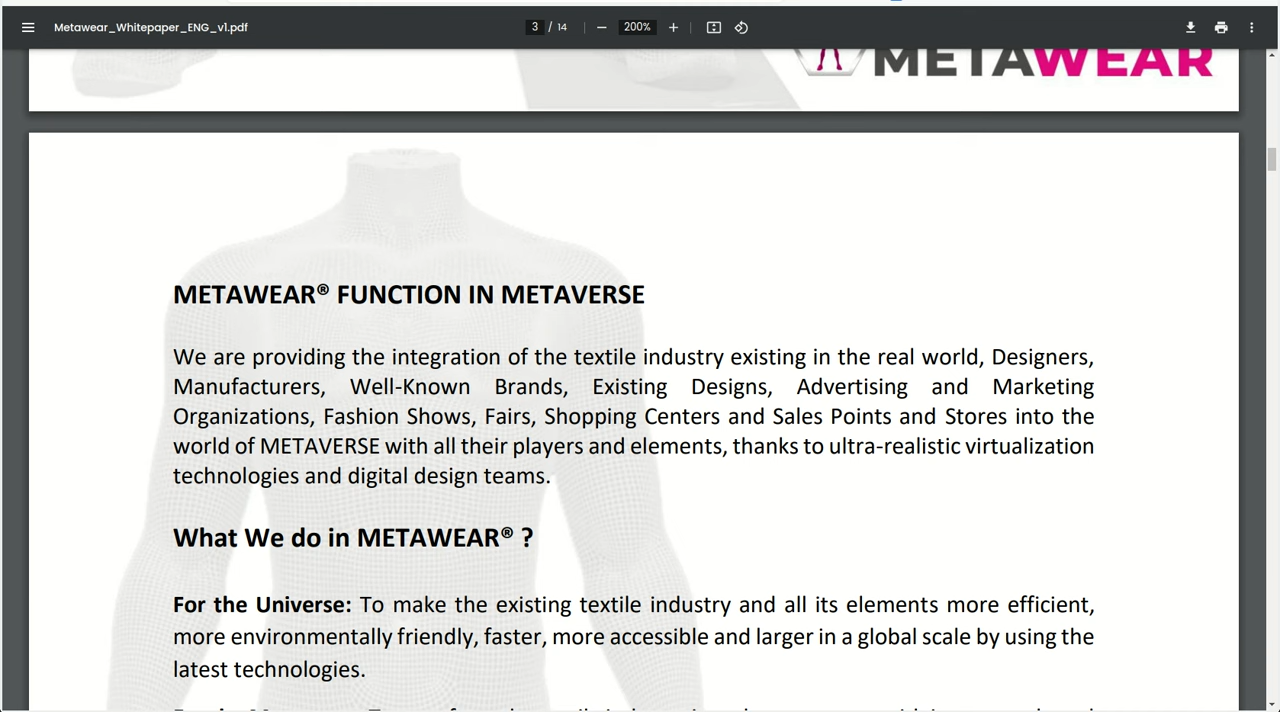 Metawear_Whitepaper_ENG_v1.pdf
3 / 14
200%
METAWEAR
METAWEAR® FUNCTION IN METAVERSE
We are providing the integration of the textile industry existing in the real world, Designers,
Manufacturers, Well-Known Brands, Existing Designs, Advertising and Marketing
Organizations, Fashion Shows, Fairs, Shopping Centers and Sales Points and Stores into the
world of METAVERSE with all their players and elements, thanks to ultra-realistic virtualization
technologies and digital design teams.
What We do in METAWEAR® ?
For the Universe: To make the existing textile industry and all its elements more efficient,
more environmentally friendly, faster, more accessible and larger in a global scale by using the
latest technologies.